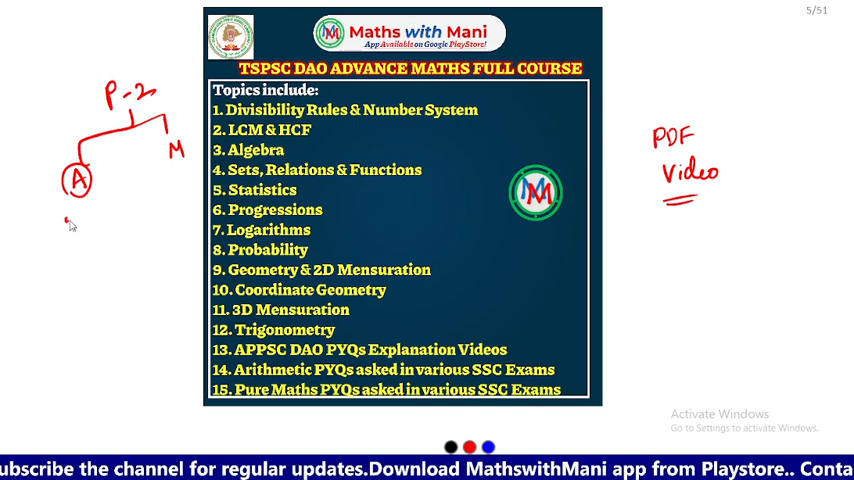 5/51
Maths with Mani
App Available on Google PlayStore!
TSPSC DAO ADVANCE MATHS FULL COURSE
Topics include:
1. Divisibility Rules & Number System
2. LCM & HCF
3. Algebra
4. Sets, Relations & Functions
5. Statistics
6. Progressions
7. Logarithms
8. Probability
9. Geometry & 2D Mensuration
10. Coordinate Geometry
11. 3D Mensuration
12. Trigonometry
13. APPSC DAO PYQs Explanation Videos
14. Arithmetic PYQs asked in various SSC Exams
15. Pure Maths PYQs asked in various SSC Exams
P-2
A
M
PDF
Video
MM
Activate Windows
Go to Settings to activate Windows.
ubscribe the channel for regular updates.Download MathswithMani app from Playstore.. Conta